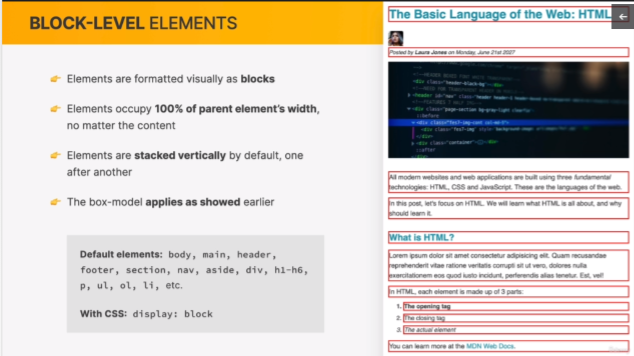 BLOCK-LEVEL ELEMENTS
👉 Elements are formatted visually as blocks
👉 Elements occupy 100% of parent element's width,
no matter the content
👉 Elements are stacked vertically by default, one
after another
👉 The box-model applies as showed earlier
Default elements: body, main, header,
footer, section, nav, aside, div, h1-h6,
p, ul, ol, li, etc.
With CSS: display: block
The Basic Language of the Web: HTML
Posted by Laura Jones on Monday, June 21st 2027
All modern websites and web applications are built using three fundamental
technologies: HTML, CSS and JavaScript. These are the languages of the web.
In this post, let's focus on HTML. We will learn what HTML is all about, and why
should learn it.
What is HTML?
Lorem ipsum dolor sit amet consectetur adipisicing elit. Quam recusandae
reprehenderit vitae ratione veritatis corrupti sit ut vero, dolores nulla
exercitationem eos quod iusto incidunt, perferendis alias tempore Est, vel!
In HTML, each element is made up of 3 parts:
1. The opening tag
2. The closing tag
3. The actual element
You can learn more at the MDN Web Docs.